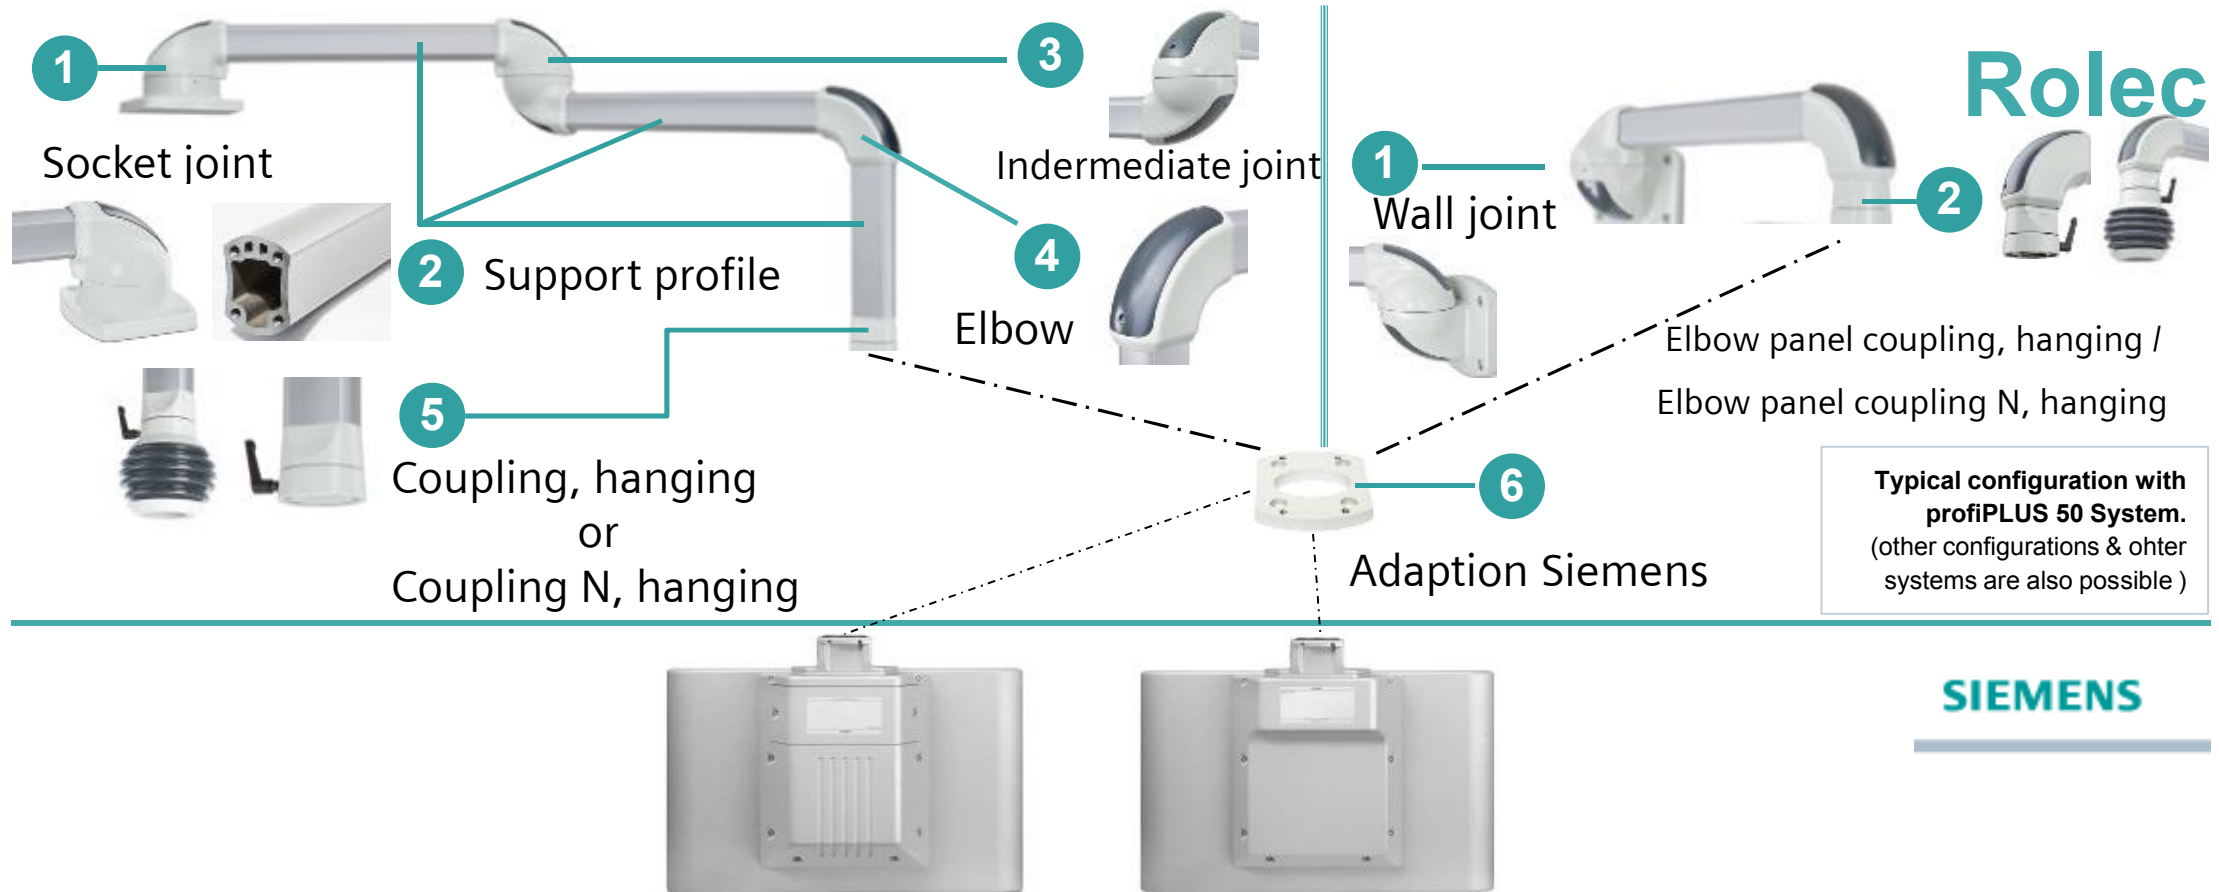 1
Socket joint
2
Support profile
3
Indermediate joint
4
Elbow
5
Coupling, hanging
or
Coupling N, hanging
Rolec
1
Wall joint
2
Elbow panel coupling, hanging /
Elbow panel coupling N, hanging
6
Adaption Siemens
Typical configuration with
profiPLUS 50 System.
(other configurations & ohter
systems are also possible )
SIEMENS